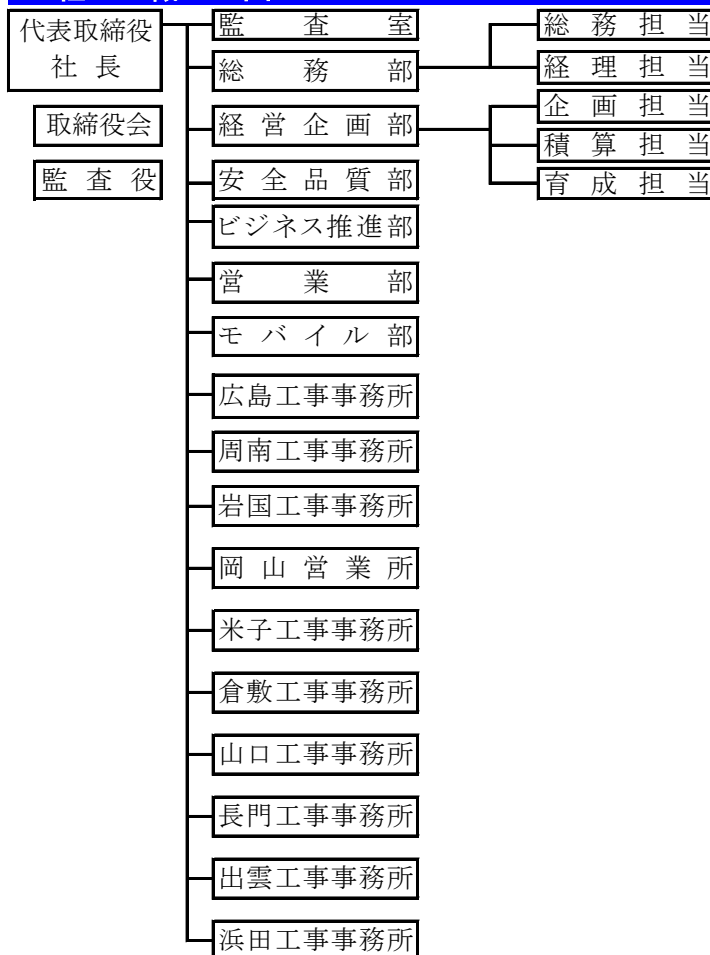 代表取締役
社長
取締役会
監査役
監査室
総務部
総務担当
経理担当
経営企画部
企画担当
積算担当
育成担当
安全品質部
ビジネス推進部
営業部
モバイル部
広島工事事務所
周南工事事務所
岩国工事事務所
岡山営業所
米子工事事務所
倉敷工事事務所
山口工事事務所
長門工事事務所
出雲工事事務所
浜田工事事務所